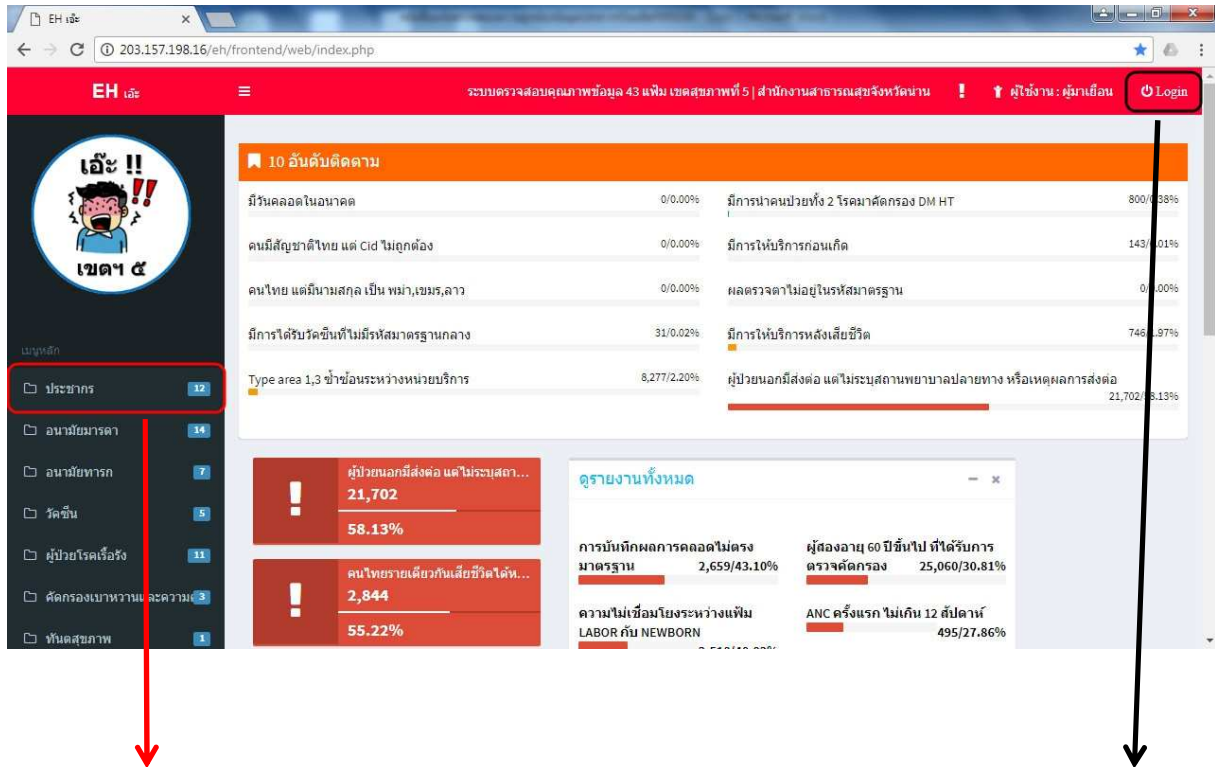 EH เอ๊ะ
203.157.198.16/eh/frontend/web/index.php
EH เอ๊ะ
ระบบตรวจสอบคุณภาพข้อมูล 43 แฟ้ม เขตสุขภาพที่ 5 | สำนักงานสาธารณสุขจังหวัดน่าน
ผู้ใช้งาน : ผู้มาเยือน
Login
เอ๊ะ !!
!!
เขตฯ ๕
เมนูหลัก
ประชากร 12
อนามัยมารดา 14
อนามัยทารก 7
วัคซีน 5
ผู้ป่วยโรคเรื้อรัง 11
คัดกรองเบาหวานและความ 3
ทันตสุขภาพ 1
10 อันดับติดตาม
มีวันคลอดในอนาคต 0/0.00%
คนมีสัญชาติไทย แต่ Cid ไม่ถูกต้อง 0/0.00%
คนไทย แต่มีนามสกุล เป็น พม่า,เขมร,ลาว 0/0.00%
มีการได้รับวัคซีนที่ไม่มีรหัสมาตรฐานกลาง 31/0.02%
Type area 1,3 ซ้ำซ้อนระหว่างหน่วยบริการ 8,277/2.20%
มีการนำคนป่วยทั้ง 2 โรคมาคัดกรอง DM HT
มีการให้บริการก่อนเกิด
ผลตรวจตาไม่อยู่ในรหัสมาตรฐาน
มีการให้บริการหลังเสียชีวิต
ผู้ป่วยนอกมีส่งต่อ แต่ไม่ระบุสถานพยาบาลปลายทาง หรือเหตุผลการส่งต่อ
ผู้ป่วยนอกมีส่งต่อ แต่ไม่ระบุสถา...
21,702
58.13%
คนไทยรายเดียวกันเสียชีวิตได้ห...
2,844
55.22%
ดูรายงานทั้งหมด
การบันทึกผลการคลอดไม่ตรง
มาตรฐาน 2,659/43.10%
ความไม่เชื่อมโยงระหว่างแฟ้ม
LABOR กับ NEWBORN
ผู้สูงอายุ 60 ปีขึ้นไป ที่ได้รับการ
ตรวจคัดกรอง 25,060/30.81%
ANC ครั้งแรก ไม่เกิน 12 สัปดาห์
495/27.86%